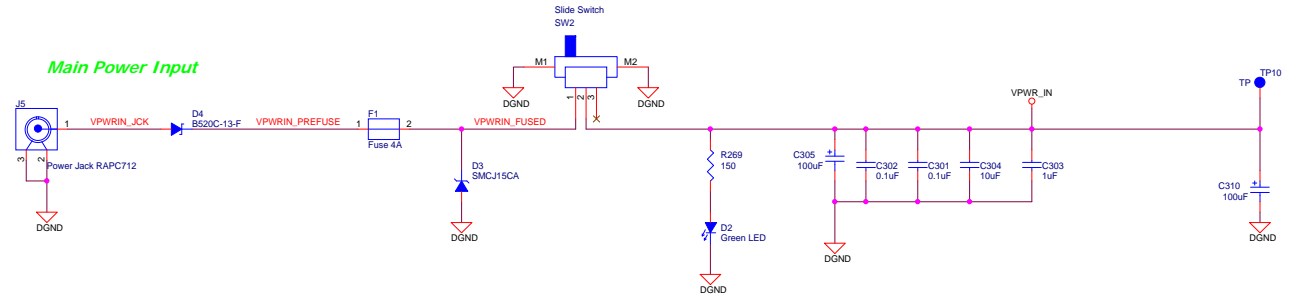 Slide Switch
SW2
Main Power Input
M1
M2
DGND
DGND
1
2
3
J5
1
VPWRIN_JCK
D4
B520C-13-F
VPWRIN_PREFUSE
F1
1
2
Fuse 4A
VPWRIN_FUSED
3
2
Power Jack RAPC712
DGND
D3
SMCJ15CA
DGND
R269
150
D2
Green LED
DGND
VPWR_IN
TP
TP10
C305
100uF
C302
0.1uF
C301
0.1uF
C304
10uF
C303
1uF
DGND
C310
100uF
DGND